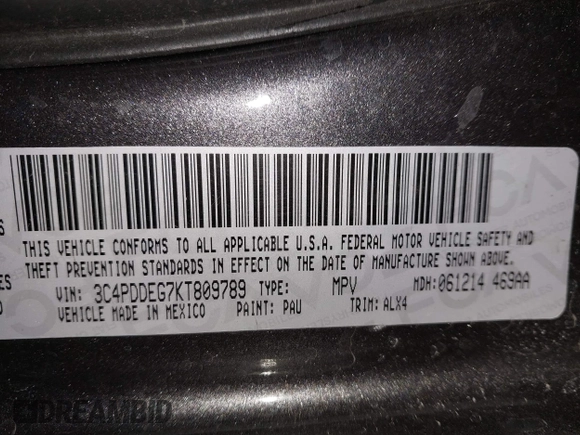 THIS VEHICLE CONFORMS TO ALL APPLICABLE U.S.A. FEDERAL MOTOR VEHICLE SAFETY AND
THEFT PREVENTION STANDARDS IN EFFECT ON THE DATE OF MANUFACTURE SHOWN ABOVE.
VIN: 3C4PDDEG7KT809789 TYPE: MPV MDH: 061214 469AA
VEHICLE MADE IN MEXICO PAINT: PAU TRIM: ALX4
DREAMBID